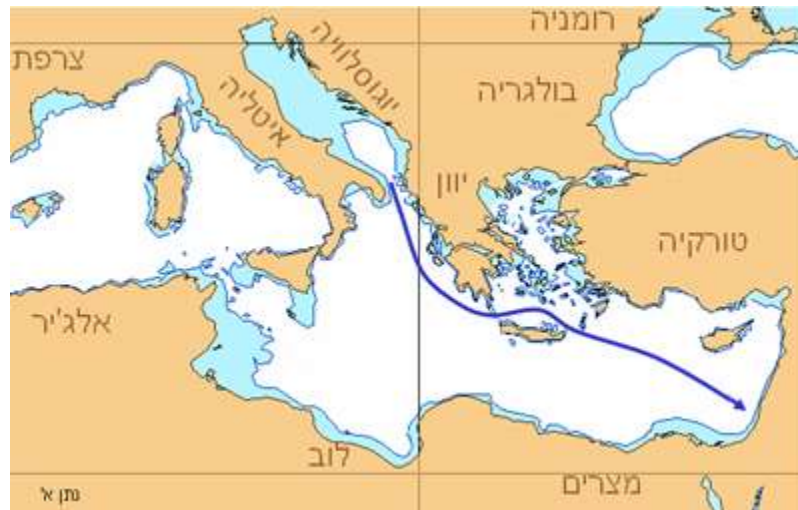 רומניה
צרפת
יוגוסלוויה
איטליה
בולגריה
יוון
טורקיה
אלג'יר
לוב
מצרים
נתן א'